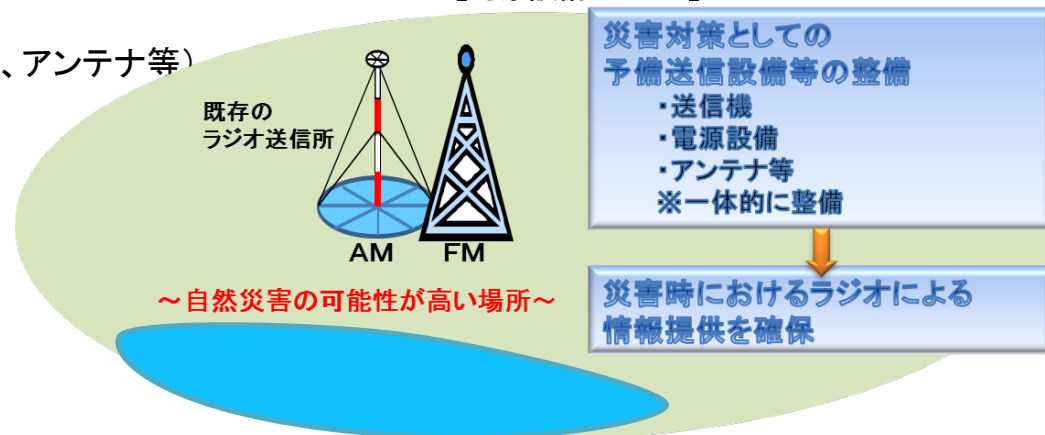 、アンテナ等）
既存の
ラジオ送信所
AM FM
～自然災害の可能性が高い場所～
災害対策としての
予備送信設備等の整備
・送信機
・電源設備
・アンテナ等
※一体的に整備
災害時におけるラジオによる
情報提供を確保